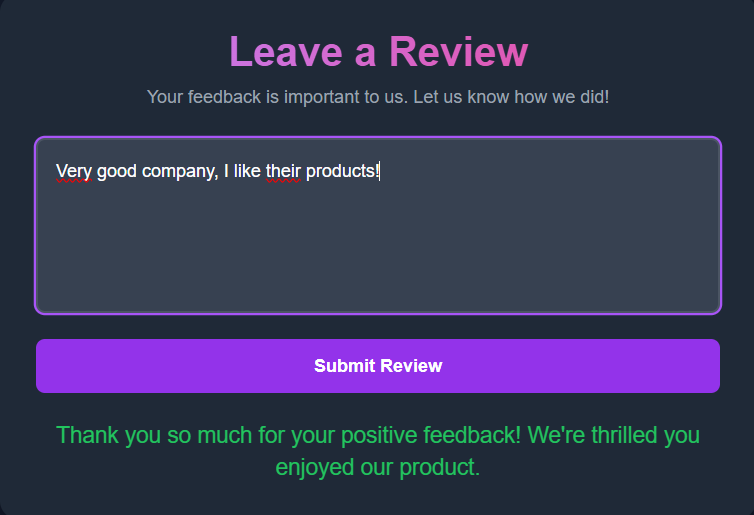 Leave a Review
Your feedback is important to us. Let us know how we did!
Very good company, I like their products!
Submit Review
Thank you so much for your positive feedback! We're thrilled you
enjoyed our product.